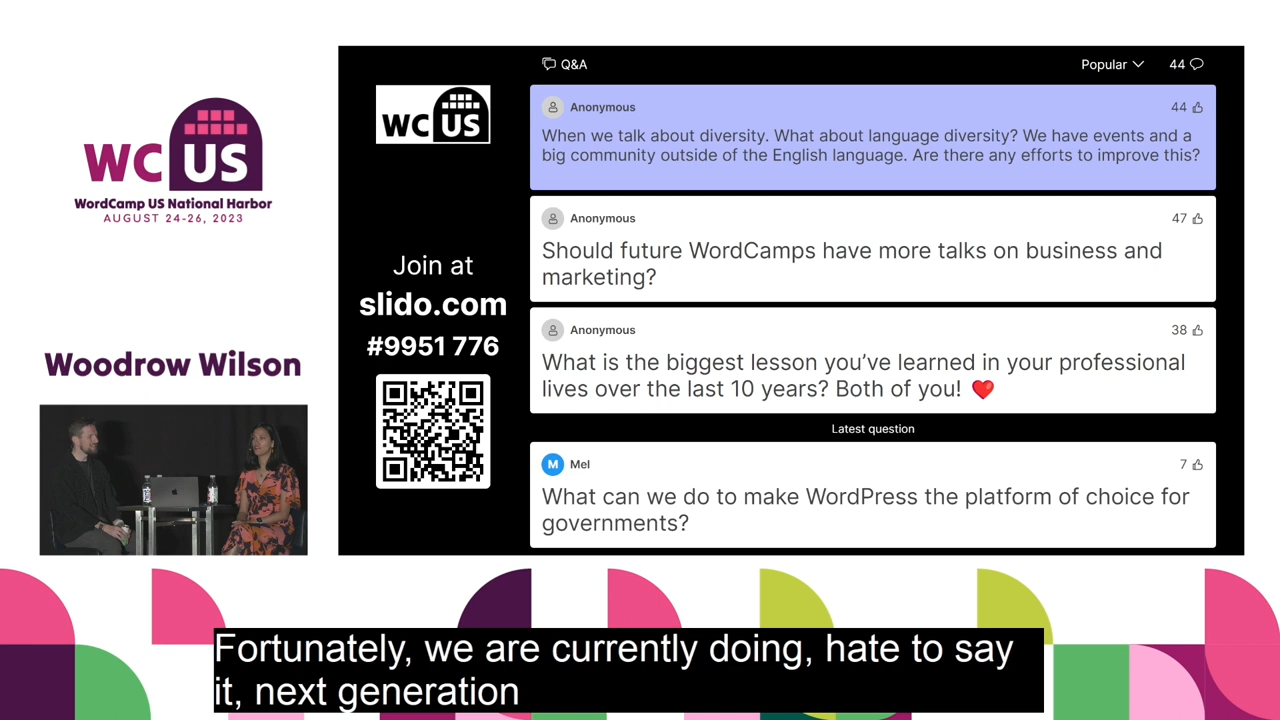 WC US
WordCamp US National Harbor
AUGUST 24-26, 2023
Woodrow Wilson
WC US
Join at
slido.com
#9951 776
Q&A
Popular
44
Anonymous
44
When we talk about diversity. What about language diversity? We have events and a
big community outside of the English language. Are there any efforts to improve this?
Anonymous
47
Should future WordCamps have more talks on business and
marketing?
Anonymous
38
What is the biggest lesson you’ve learned in your professional
lives over the last 10 years? Both of you! ❤️
Latest question
M Mel
7
What can we do to make WordPress the platform of choice for
governments?
Fortunately, we are currently doing, hate to say
it, next generation